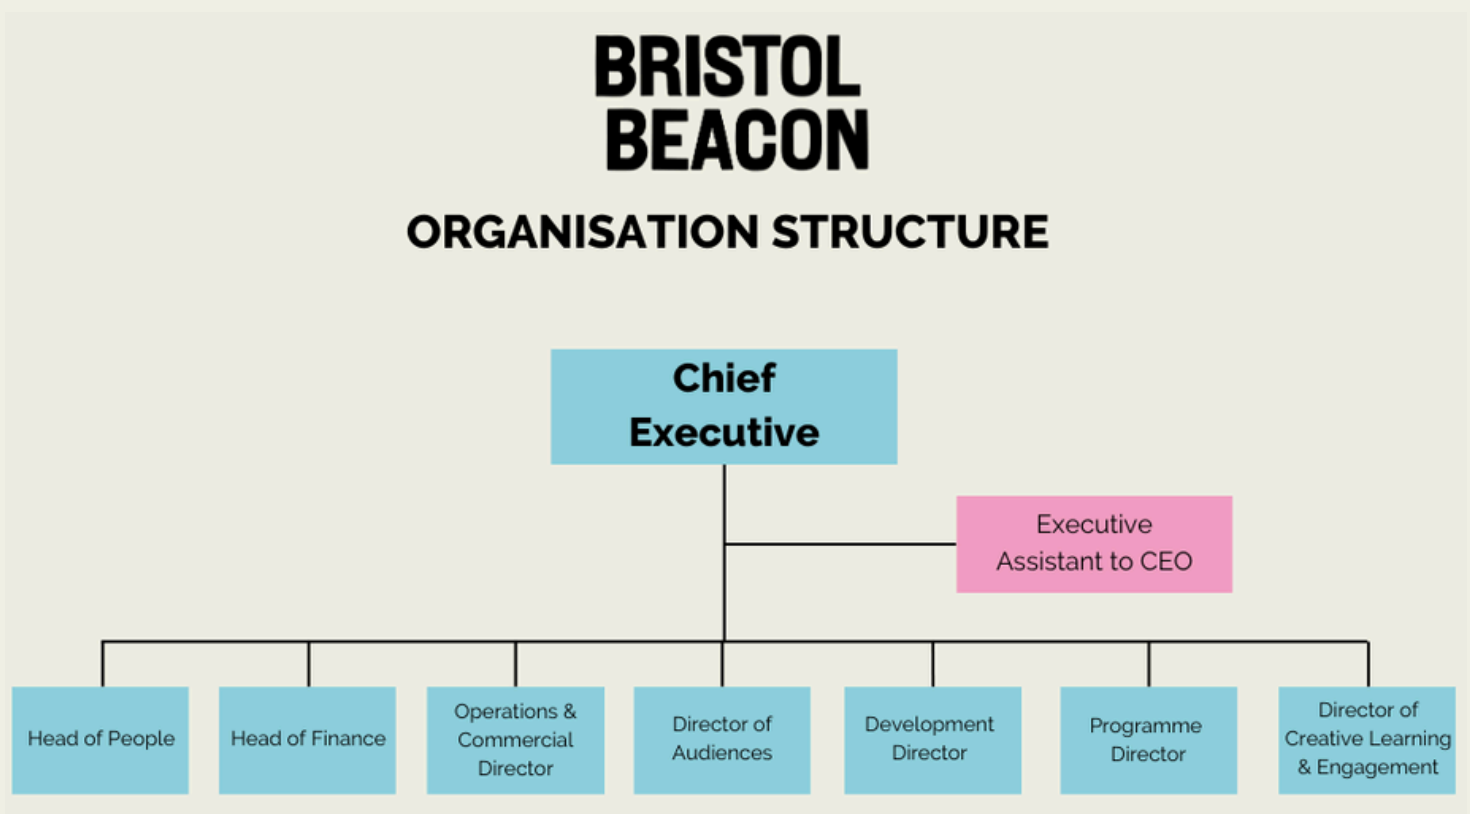 BRISTOL
BEACON
ORGANISATION STRUCTURE
Chief
Executive
Executive
Assistant to CEO
Head of People
Head of Finance
Operations &
Commercial
Director
Director of
Audiences
Development
Director
Programme
Director
Director of
Creative Learning
& Engagement